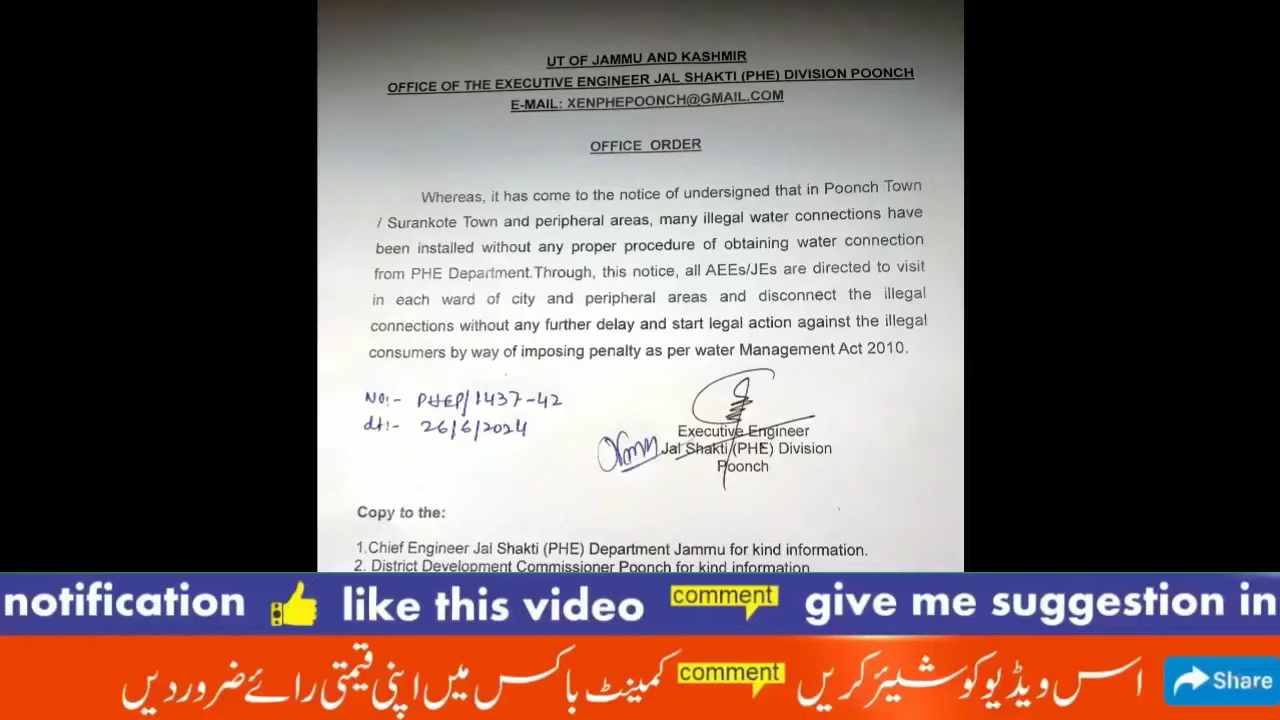 UT OF JAMMU AND KASHMIR
OFFICE OF THE EXECUTIVE ENGINEER JAL SHAKTI (PHE) DIVISION POONCH
E-MAIL: XENPHEPOONCH@GMAIL.COM
OFFICE ORDER
Whereas, it has come to the notice of undersigned that in Poonch Town
/ Surankote Town and peripheral areas, many illegal water connections have
been installed without any proper procedure of obtaining water connection
from PHE Department.Through, this notice, all AEEs/JEs are directed to visit
in each ward of city and peripheral areas and disconnect the illegal
connections without any further delay and start legal action against the illegal
consumers by way of imposing penalty as per water Management Act 2010.
No:- PHEP/1437-42
dt:- 26/6/2024
Executive Engineer
Jal Shakti (PHE) Division
Poonch
Copy to the:
1.Chief Engineer Jal Shakti (PHE) Department Jammu for kind information.
2. District Development Commissioner Poonch for kind information
notification like this video comment give me suggestion in
اس ویڈیو کو شیئر کریں comment کمینٹ باکس میں اپنی قیمتی رائے ضرور دیں
Share